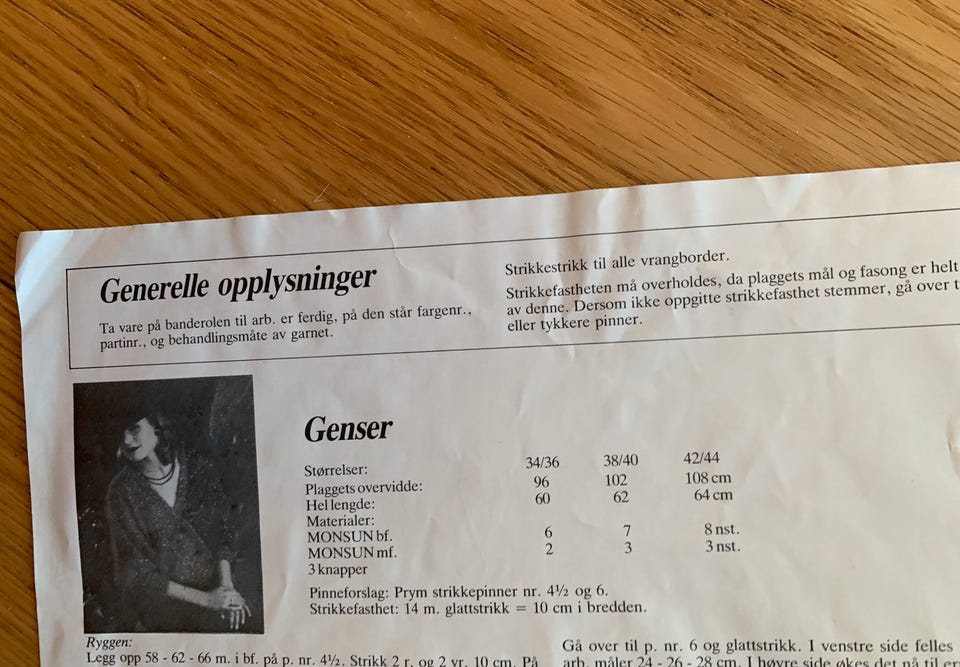 Generelle opplysninger
Ta vare på banderolen til arb. er ferdig, på den står fargenr.,
partinr., og behandlingsmåte av garnet.
Strikkestrikk til alle vrangborder.
Strikkefastheten må overholdes, da plaggets mål og fasong er helt
av denne. Dersom ikke oppgitte strikkefasthet stemmer, gå over t
eller tykkere pinner.
Genser
Størrelser: 34/36 38/40 42/44
Plaggets overvidde: 96 102 108 cm
Hel lengde: 60 62 64 cm
Materialer:
MONSUN bf. 6 7 8 nst.
MONSUN mf. 2 3 3 nst.
3 knapper
Pinneforslag: Prym strikkepinner nr. 4½ og 6.
Strikkefasthet: 14 m. glattstrikk = 10 cm i bredden.
Ryggen:
Legg opp 58 - 62 - 66 m. i bf. på p. nr. 4½. Strikk 2 r. og 2 vr. 10 cm. På
Gå over til p. nr. 6 og glattstrikk. I venstre side felles
arb. måler 24 - 26 - 28 cm. I høyre side økes det på til